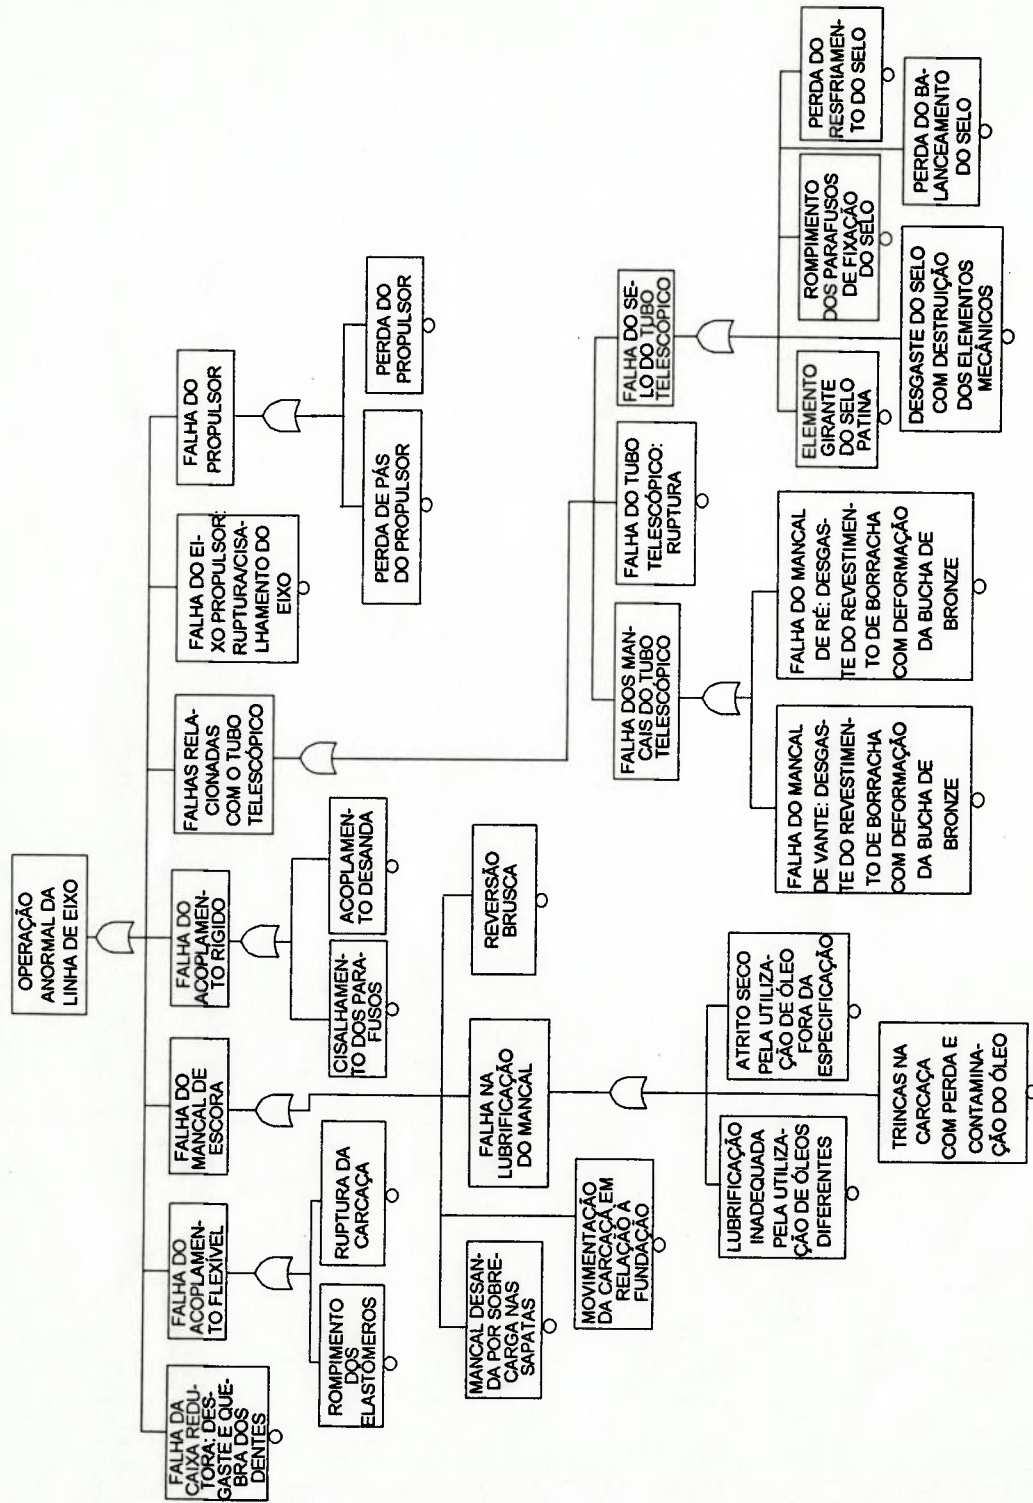 OPERAÇÃO
ANORMAL DA
LINHA DE EIXO
FALHA DA
CAIXA REDU-
TORA: DES-
GASTE E QUE-
BRA DOS
DENTES
FALHA DO
ACOPLAMEN-
TO FLEXÍVEL
FALHA DO
MANCAL DE
ESCORA
FALHA DO
ACOPLAMEN-
TO RÍGIDO
FALHAS RELA-
CIONADAS
COM O TUBO
TELESCÓPICO
FALHA DO EI-
XO PROPULSOR:
RUPTURA/CISA-
LHAMENTO DO
EIXO
FALHA DO
PROPULSOR
ROMPIMENTO
DOS
ELASTÔMEROS
RUPTURA DA
CARCAÇA
CISALHAMEN-
TO DOS PARA-
FUSOS
ACOPLAMEN-
TO DESANDA
PERDA DE PÁS
DO PROPULSOR
PERDA DO
PROPULSOR
MANCAL DESAN-
DA POR SOBRE-
CARGA NAS
SAPATAS
MOVIMENTAÇÃO
DA CARCAÇA EM
RELAÇÃO À
FUNDAÇÃO
FALHA NA
LUBRIFICAÇÃO
DO MANCAL
REVERSÃO
BRUSCA
FALHA DOS MAN-
CAIS DO TUBO
TELESCÓPICO
FALHA DO TUBO
TELESCÓPICO:
RUPTURA
FALHA DO SE-
LO DO TUBO
TELESCÓPICO
LUBRIFICAÇÃO
INADEQUADA
PELA UTILIZA-
ÇÃO DE ÓLEOS
DIFERENTES
TRINCAS NA
CARCAÇA
COM PERDA E
CONTAMINA-
ÇÃO DO ÓLEO
ATRITO SECO
PELA UTILIZA-
ÇÃO DE ÓLEO
FORA DA
ESPECIFICAÇÃO
FALHA DO MANCAL
DE VANTE: DESGAS-
TE DO REVESTIMEN-
TO DE BORRACHA
COM DEFORMAÇÃO
DA BUCHA DE
BRONZE
FALHA DO MANCAL
DE RÉ: DESGAS-
TE DO REVESTIMEN-
TO DE BORRACHA
COM DEFORMAÇÃO
DA BUCHA DE
BRONZE
ELEMENTO
GIRANTE
DO SELO
PATINA
DESGASTE DO SELO
COM DESTRUIÇÃO
DOS ELEMENTOS
MECÂNICOS
ROMPIMENTO
DOS PARAFUSOS
DE FIXAÇÃO
DO SELO
PERDA DO BA-
LANCEAMENTO
DO SELO
PERDA DO
RESFRIAMEN-
TO DO SELO